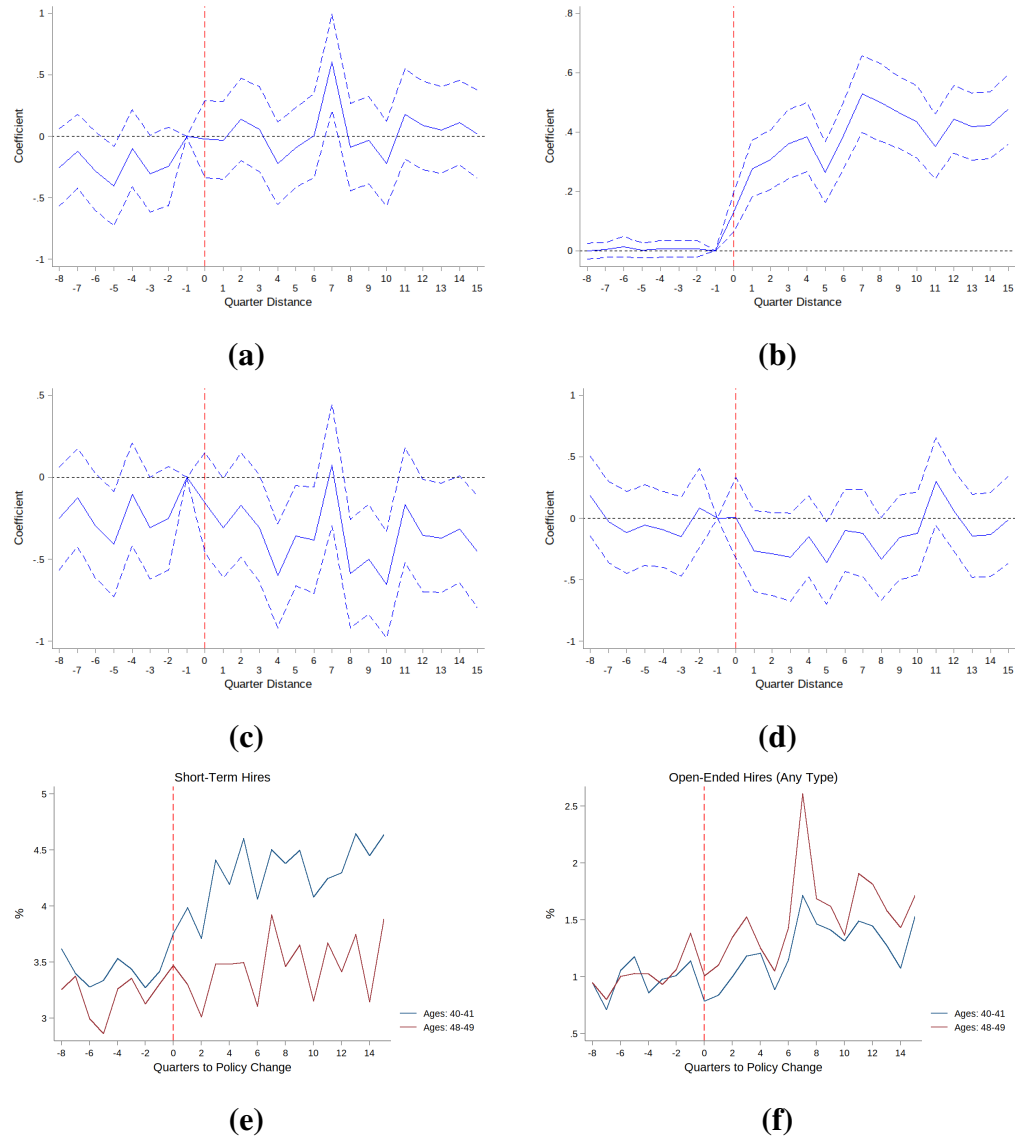 1
.5
0
-.5
-1
Coefficient
-8 -7 -6 -5 -4 -3 -2 -1 0 1 2 3 4 5 6 7 8 9 10 11 12 13 14 15
Quarter Distance
(a)
.8
.6
.4
.2
0
Coefficient
-8 -7 -6 -5 -4 -3 -2 -1 0 1 2 3 4 5 6 7 8 9 10 11 12 13 14 15
Quarter Distance
(b)
.5
0
-.5
-1
Coefficient
-8 -7 -6 -5 -4 -3 -2 -1 0 1 2 3 4 5 6 7 8 9 10 11 12 13 14 15
Quarter Distance
(c)
1
.5
0
-.5
-1
Coefficient
-8 -7 -6 -5 -4 -3 -2 -1 0 1 2 3 4 5 6 7 8 9 10 11 12 13 14 15
Quarter Distance
(d)
Short-Term Hires
5
4.5
4
3.5
3
%
-8 -6 -4 -2 0 2 4 6 8 10 12 14
Quarters to Policy Change
Ages: 40-41
Ages: 48-49
(e)
Open-Ended Hires (Any Type)
2.5
2
1.5
1
.5
%
-8 -6 -4 -2 0 2 4 6 8 10 12 14
Quarters to Policy Change
Ages: 40-41
Ages: 48-49
(f)